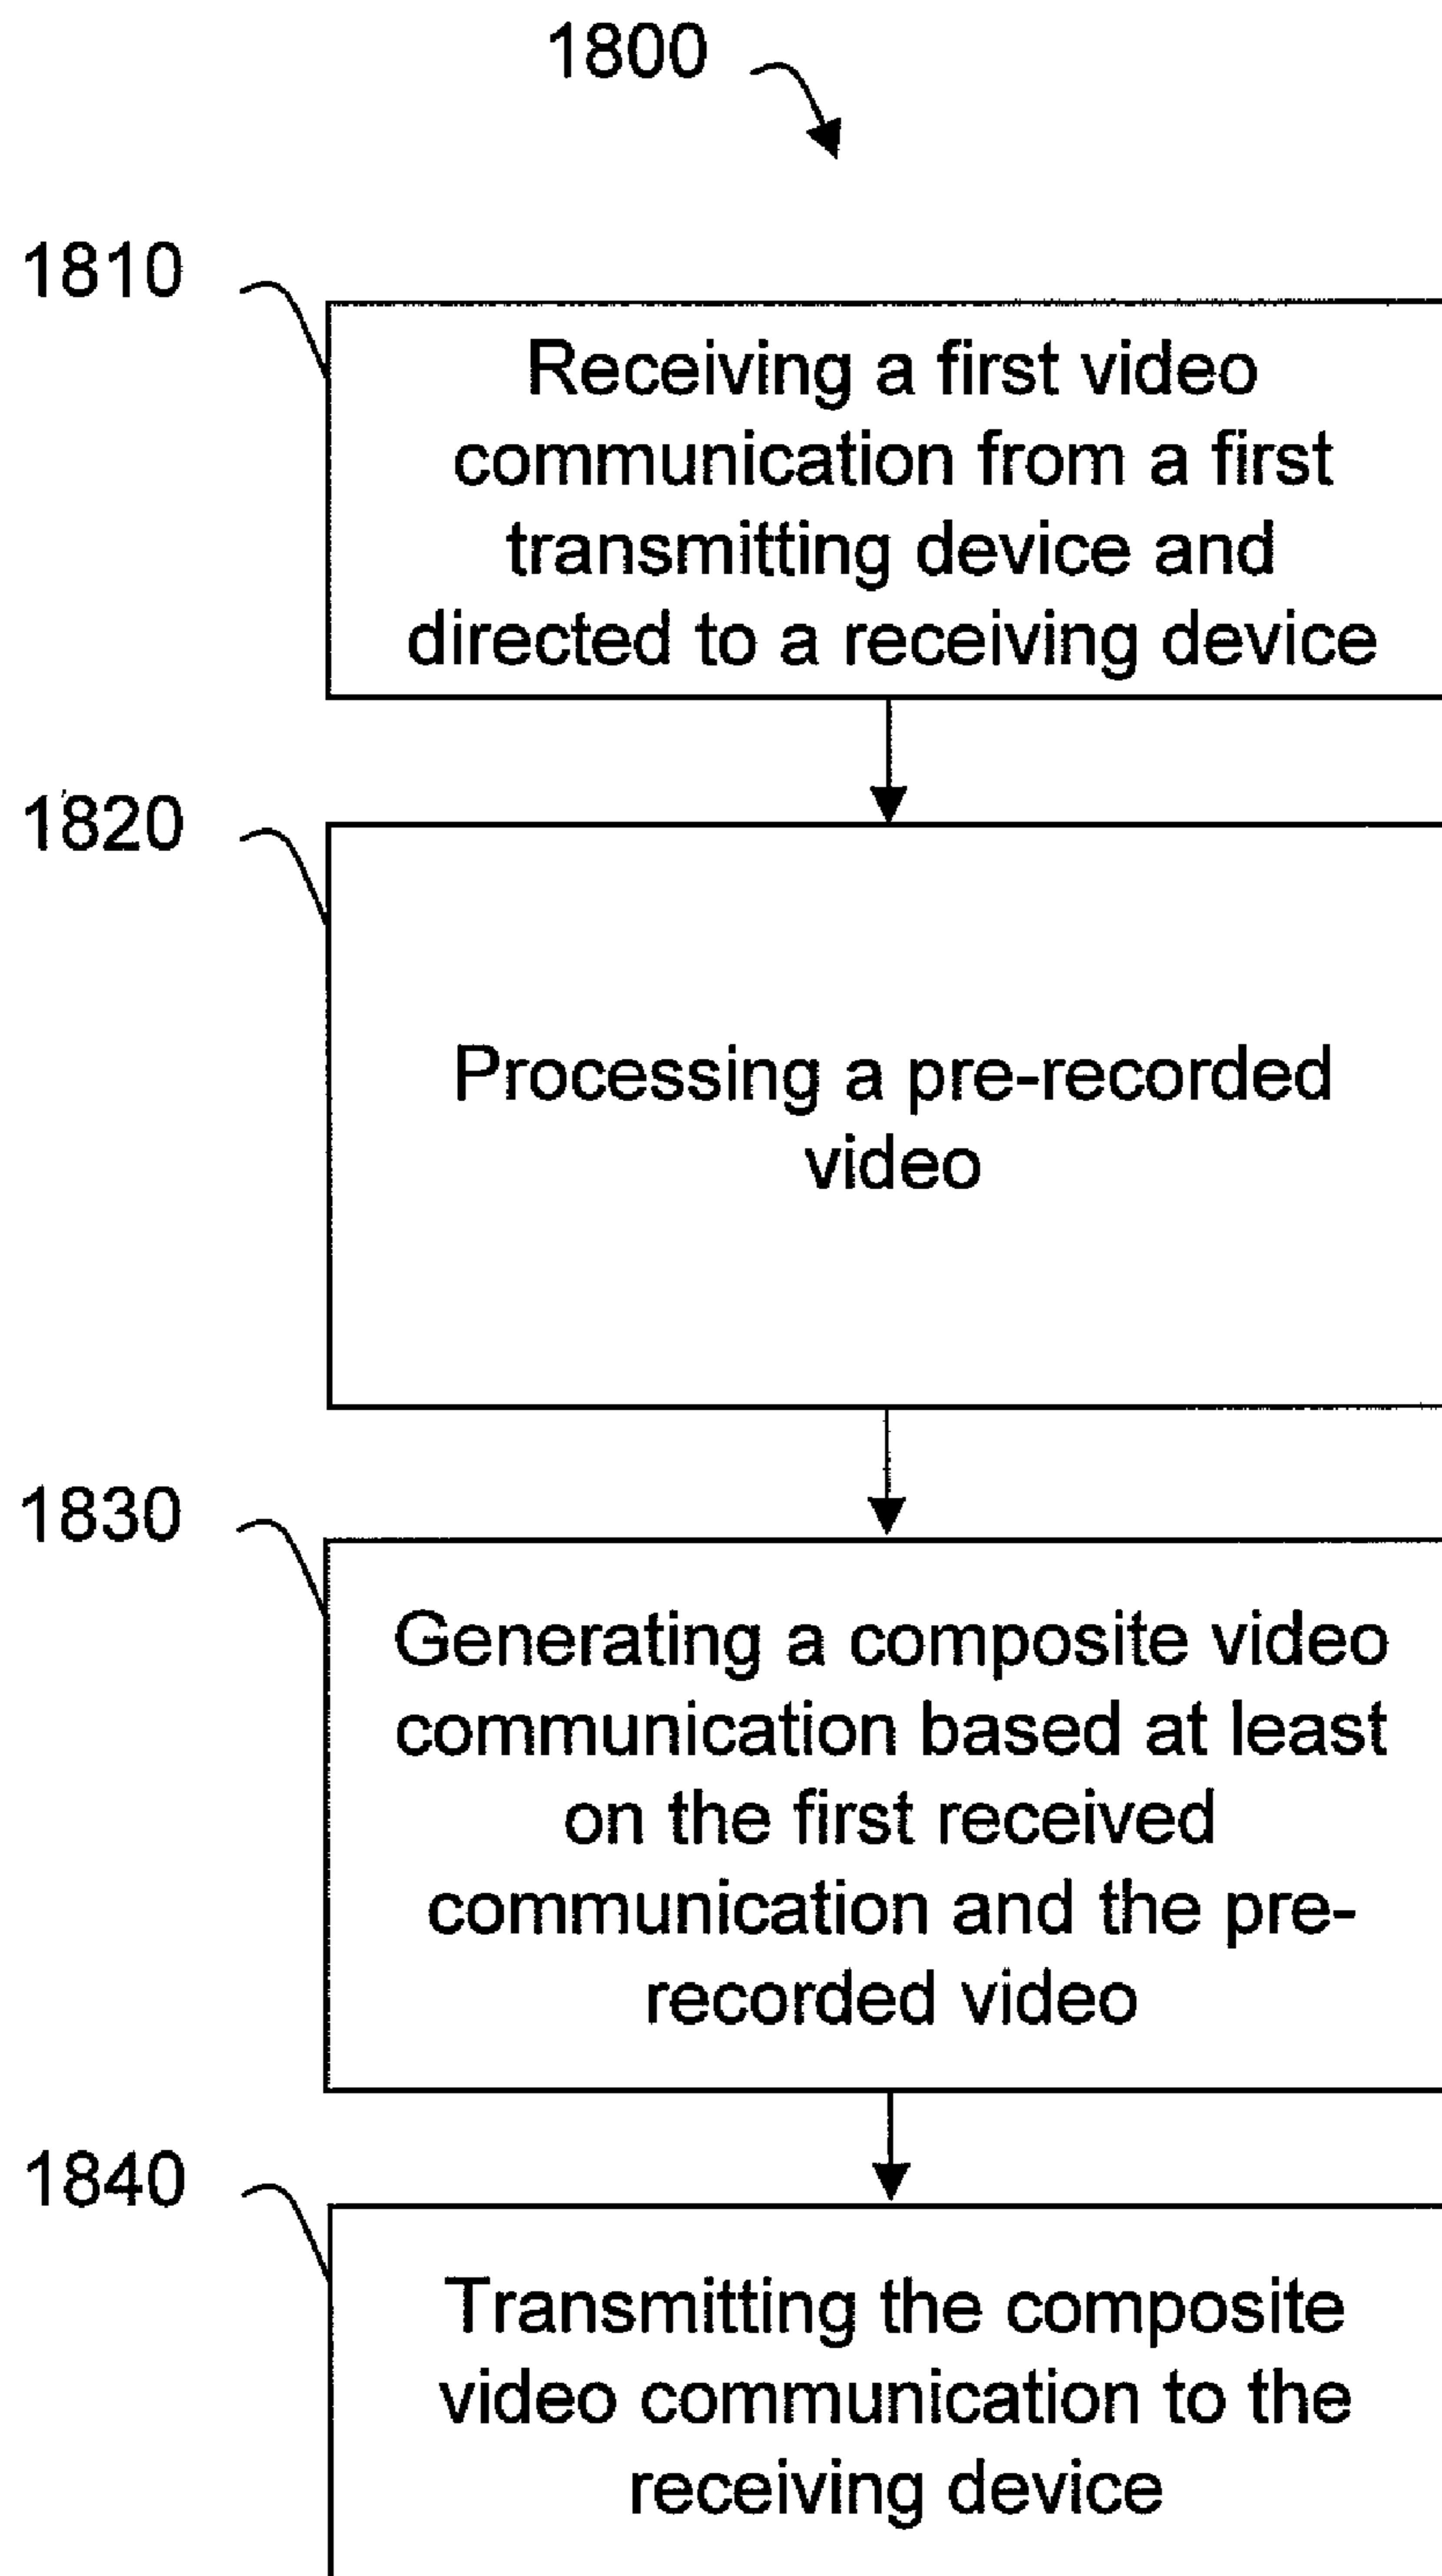 1800
1810
Receiving a first video
communication from a first
transmitting device and
directed to a receiving device
1820
Processing a pre-recorded
video
1830
Generating a composite video
communication based at least
on the first received
communication and the pre-
recorded video
1840
Transmitting the composite
video communication to the
receiving device